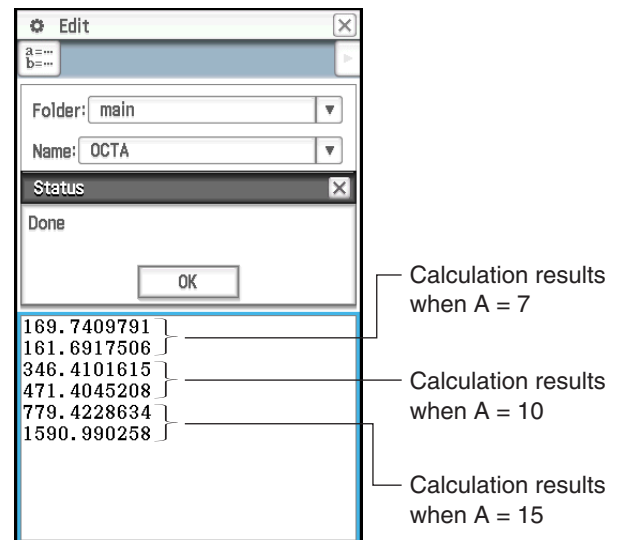 Edit
a=...
b=...
Folder: main
Name: OCTA
Status
Done
OK
169.7409791
161.6917506
346.4101615
471.4045208
779.4228634
1590.990258
Calculation results
when A = 7
Calculation results
when A = 10
Calculation results
when A = 15